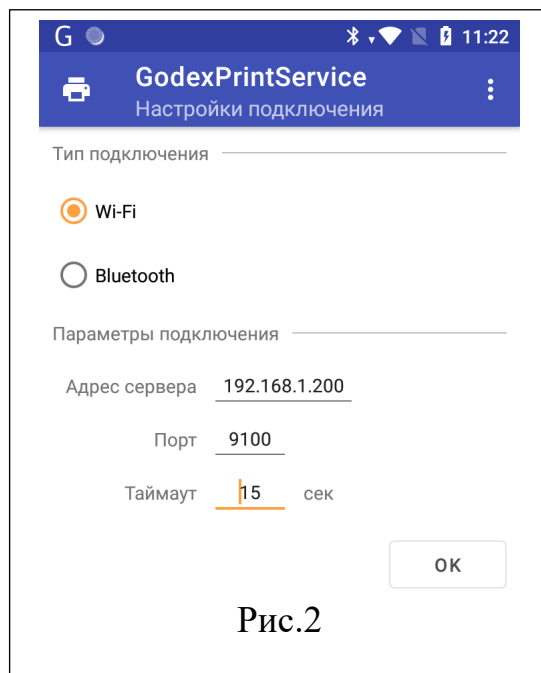 G 11:22
GodexPrintService
Настройки подключения
Тип подключения
Wi-Fi
Bluetooth
Параметры подключения
Адрес сервера 192.168.1.200
Порт 9100
Таймаут 15 сек
OK
Рис.2